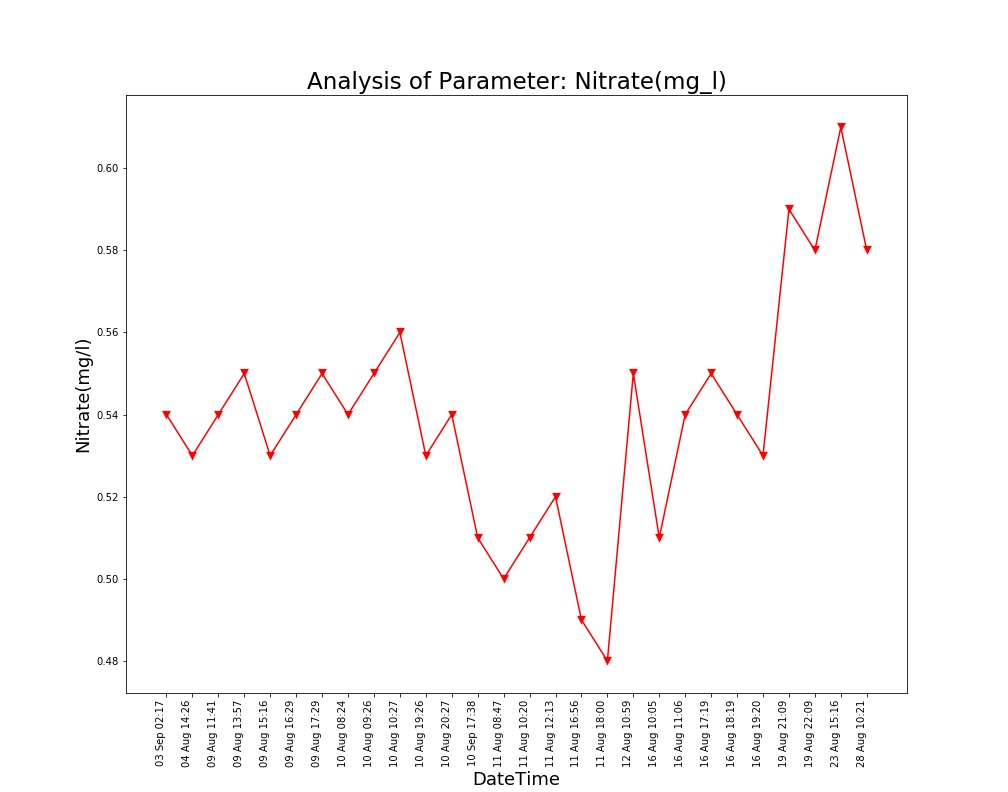 Analysis of Parameter: Nitrate(mg_l)
Nitrate(mg/l)
0.60
0.58
0.56
0.54
0.52
0.50
0.48
03 Sep 02:17
04 Aug 14:26
09 Aug 11:41
09 Aug 13:57
09 Aug 15:16
09 Aug 16:29
09 Aug 17:29
10 Aug 08:24
10 Aug 09:26
10 Aug 10:27
10 Aug 19:26
10 Aug 20:27
10 Sep 17:38
11 Aug 08:47
11 Aug 10:20
11 Aug 12:13
11 Aug 16:56
11 Aug 18:00
12 Aug 10:59
16 Aug 10:05
16 Aug 11:06
16 Aug 17:19
16 Aug 18:19
16 Aug 19:20
19 Aug 21:09
19 Aug 22:09
23 Aug 15:16
28 Aug 10:21
DateTime